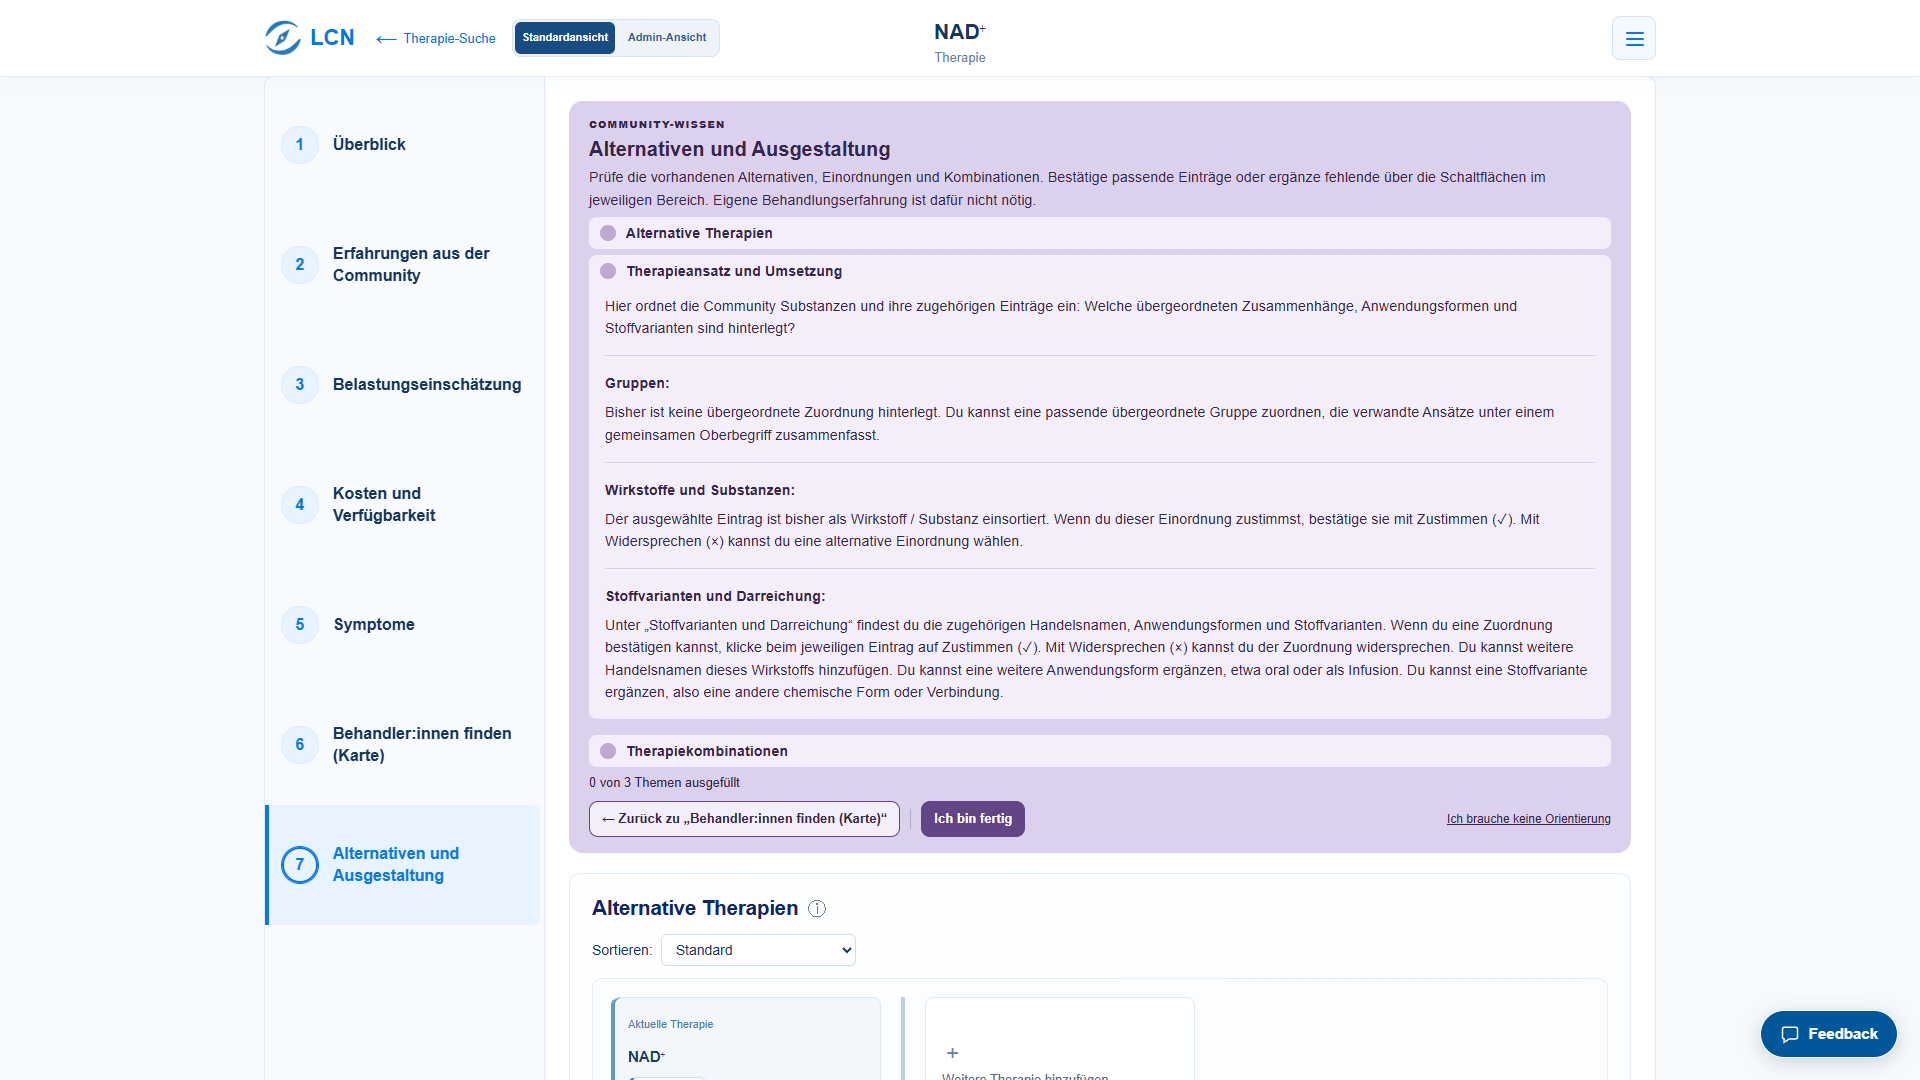 LCN
← Therapie-Suche
Standardansicht
Admin-Ansicht
NAD+
Therapie
1
Überblick
2
Erfahrungen aus der
Community
3
Belastungseinschätzung
4
Kosten und
Verfügbarkeit
5
Symptome
6
Behandler:innen finden
(Karte)
7
Alternativen und
Ausgestaltung
COMMUNITY-WISSEN
Alternativen und Ausgestaltung
Prüfe die vorhandenen Alternativen, Einordnungen und Kombinationen. Bestätige passende Einträge oder ergänze fehlende über die Schaltflächen im
jeweiligen Bereich. Eigene Behandlungserfahrung ist dafür nicht nötig.
Alternative Therapien
Therapieansatz und Umsetzung
Hier ordnet die Community Substanzen und ihre zugehörigen Einträge ein: Welche übergeordneten Zusammenhänge, Anwendungsformen und
Stoffvarianten sind hinterlegt?
Gruppen:
Bisher ist keine übergeordnete Zuordnung hinterlegt. Du kannst eine passende übergeordnete Gruppe zuordnen, die verwandte Ansätze unter einem
gemeinsamen Oberbegriff zusammenfasst.
Wirkstoffe und Substanzen:
Der ausgewählte Eintrag ist bisher als Wirkstoff / Substanz einsortiert. Wenn du dieser Einordnung zustimmst, bestätige sie mit Zustimmen (✓). Mit
Widersprechen (×) kannst du eine alternative Einordnung wählen.
Stoffvarianten und Darreichung:
Unter „Stoffvarianten und Darreichung“ findest du die zugehörigen Handelsnamen, Anwendungsformen und Stoffvarianten. Wenn du eine Zuordnung
bestätigen kannst, klicke beim jeweiligen Eintrag auf Zustimmen (✓). Mit Widersprechen (×) kannst du der Zuordnung widersprechen. Du kannst weitere
Handelsnamen dieses Wirkstoffs hinzufügen. Du kannst eine weitere Anwendungsform ergänzen, etwa oral oder als Infusion. Du kannst eine Stoffvariante
ergänzen, also eine andere chemische Form oder Verbindung.
Therapiekombinationen
0 von 3 Themen ausgefüllt
← Zurück zu „Behandler:innen finden (Karte)“
Ich bin fertig
Ich brauche keine Orientierung
Alternative Therapien
Sortieren:
Standard
Aktuelle Therapie
NAD+
+
Weitere Therapie hinzufügen
Feedback